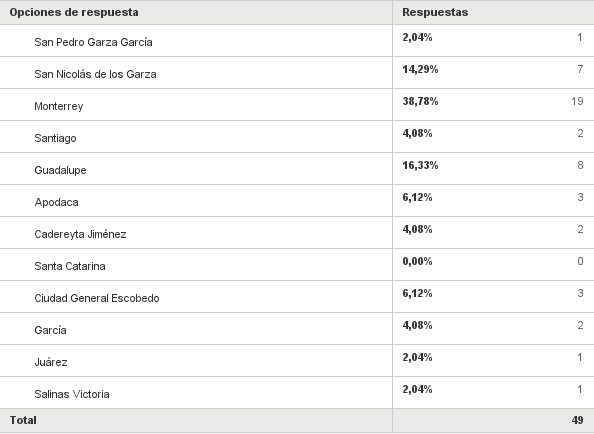 Opciones de respuesta Respuestas
San Pedro Garza García 2,04% 1
San Nicolás de los Garza 14,29% 7
Monterrey 38,78% 19
Santiago 4,08% 2
Guadalupe 16,33% 8
Apodaca 6,12% 3
Cadereyta Jiménez 4,08% 2
Santa Catarina 0,00% 0
Ciudad General Escobedo 6,12% 3
García 4,08% 2
Juárez 2,04% 1
Salinas Victoria 2,04% 1
Total 49